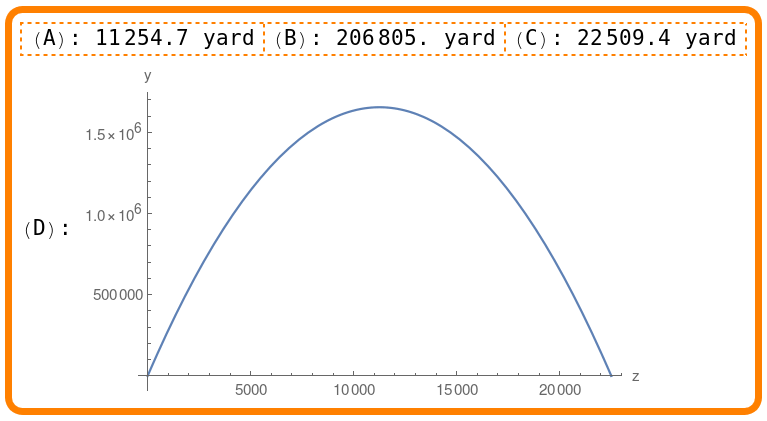 (A): 11254.7 yard (B): 206805. yard (C): 22509.4 yard
y
1.5×10^6
1.0×10^6
(D):
500000
z
5000 10000 15000 20000